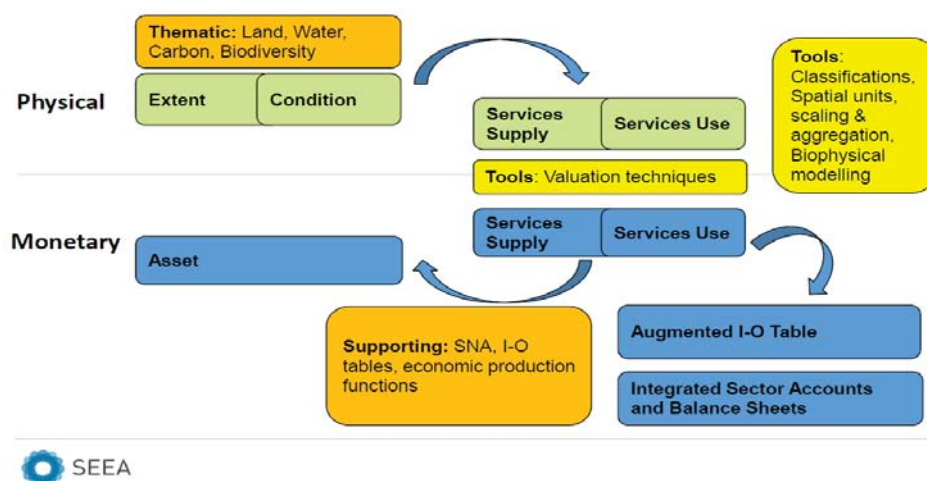 Thematic: Land, Water,
Carbon, Biodiversity
Physical
Extent
Condition
Services
Supply
Services Use
Tools:
Classifications,
Spatial units,
scaling &
aggregation,
Biophysical
modelling
Tools: Valuation techniques
Monetary
Asset
Services
Supply
Services Use
Supporting: SNA, I-O
tables, economic production
functions
Augmented I-O Table
Integrated Sector Accounts
and Balance Sheets
SEEA